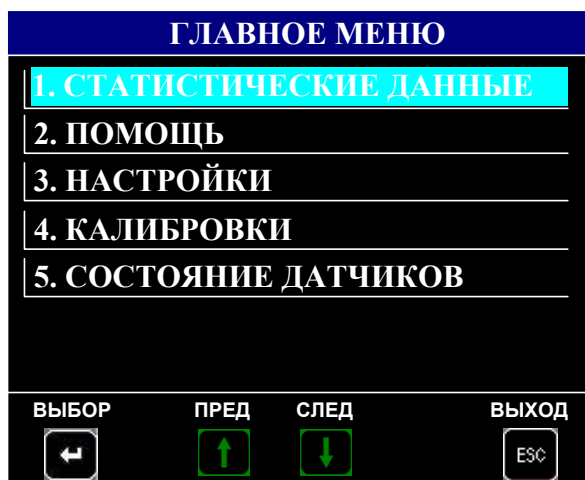 ГЛАВНОЕ МЕНЮ
1. СТАТИСТИЧЕСКИЕ ДАННЫЕ
2. ПОМОЩЬ
3. НАСТРОЙКИ
4. КАЛИБРОВКИ
5. СОСТОЯНИЕ ДАТЧИКОВ
ВЫБОР ПРЕД СЛЕД ВЫХОД
ESC